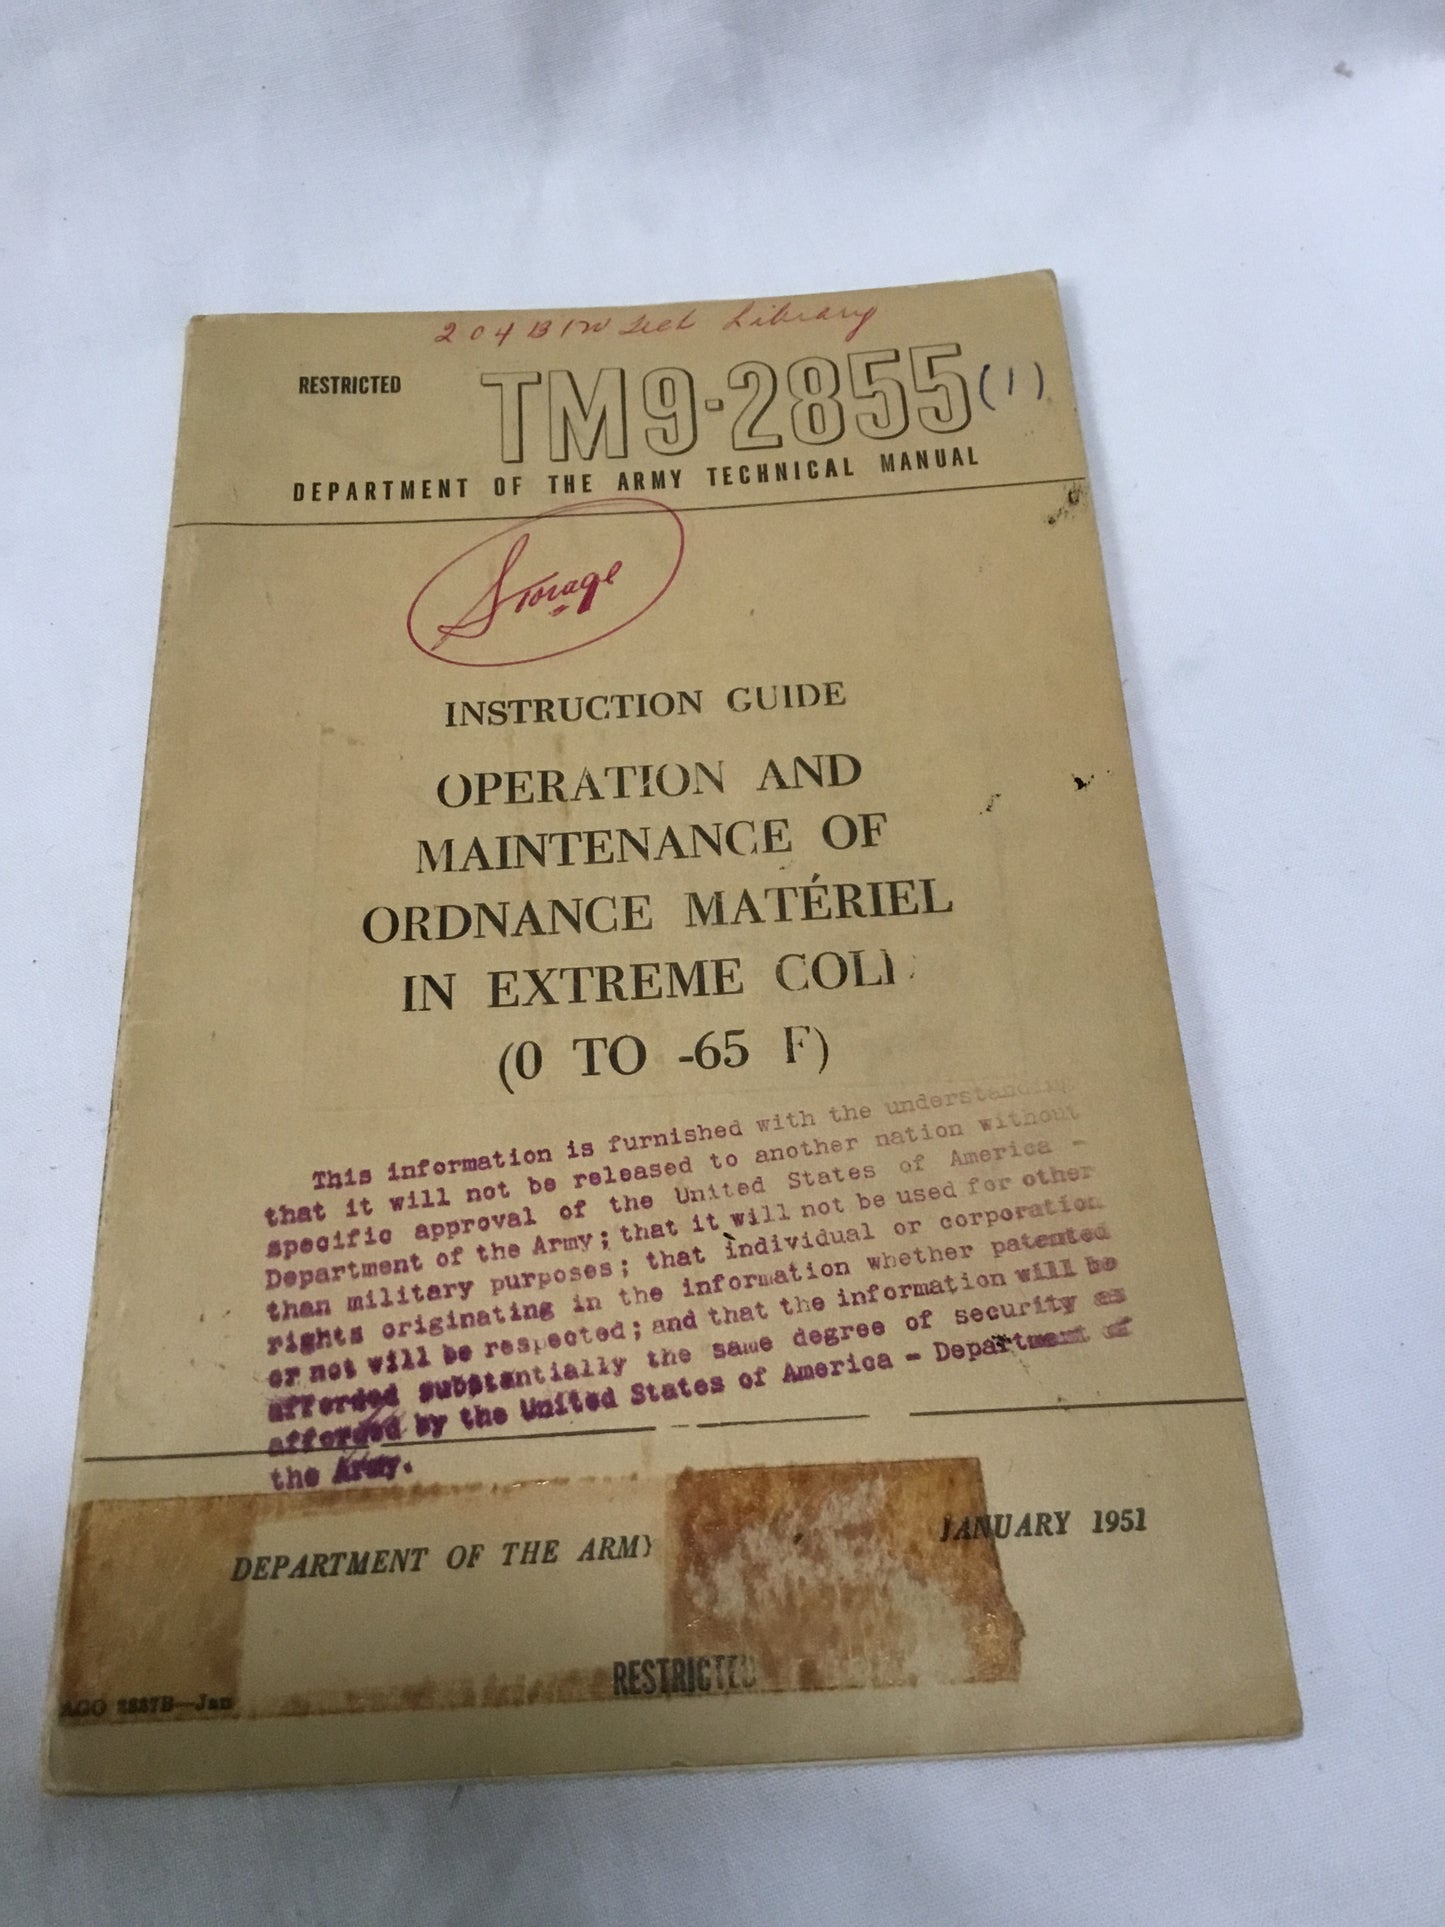 204 B Library
RESTRICTED
TM9-2855 (1)
DEPARTMENT OF THE ARMY TECHNICAL MANUAL
Storage
INSTRUCTION GUIDE
OPERATION AND
MAINTENANCE OF
ORDNANCE MATÉRIEL
IN EXTREME COLD
(0 TO -65 F)
This information is furnished with the understanding
that it will not be released to another nation without
specific approval of the United States of America -
Department of the Army; that it will not be used for other
than military purposes; that individual or corporation
rights originating in the information whether patented
or not will be respected; and that the information will be
afforded substantially the same degree of security as
afforded by the United States of America - Department of
the Army.
DEPARTMENT OF THE ARMY
JANUARY 1951
RESTRICTED
AGO 2837B—Jan